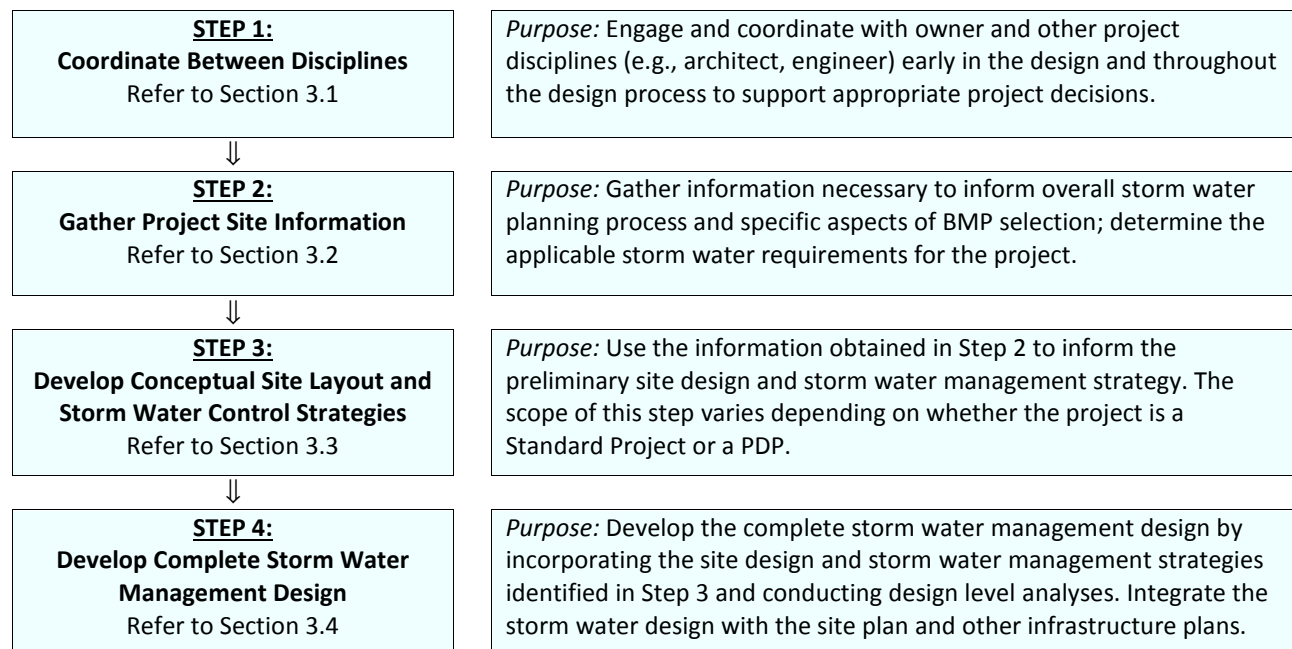 STEP 1:
Coordinate Between Disciplines
Refer to Section 3.1
Purpose: Engage and coordinate with owner and other project
disciplines (e.g., architect, engineer) early in the design and throughout
the design process to support appropriate project decisions.
⇓
STEP 2:
Gather Project Site Information
Refer to Section 3.2
Purpose: Gather information necessary to inform overall storm water
planning process and specific aspects of BMP selection; determine the
applicable storm water requirements for the project.
⇓
STEP 3:
Develop Conceptual Site Layout and
Storm Water Control Strategies
Refer to Section 3.3
Purpose: Use the information obtained in Step 2 to inform the
preliminary site design and storm water management strategy. The
scope of this step varies depending on whether the project is a
Standard Project or a PDP.
⇓
STEP 4:
Develop Complete Storm Water
Management Design
Refer to Section 3.4
Purpose: Develop the complete storm water management design by
incorporating the site design and storm water management strategies
identified in Step 3 and conducting design level analyses. Integrate the
storm water design with the site plan and other infrastructure plans.